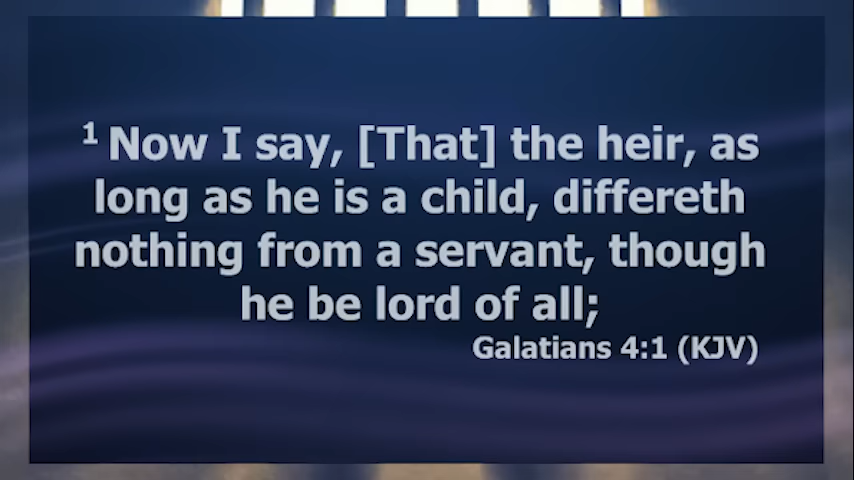 1 Now I say, [That] the heir, as
long as he is a child, differeth
nothing from a servant, though
he be lord of all;
Galatians 4:1 (KJV)